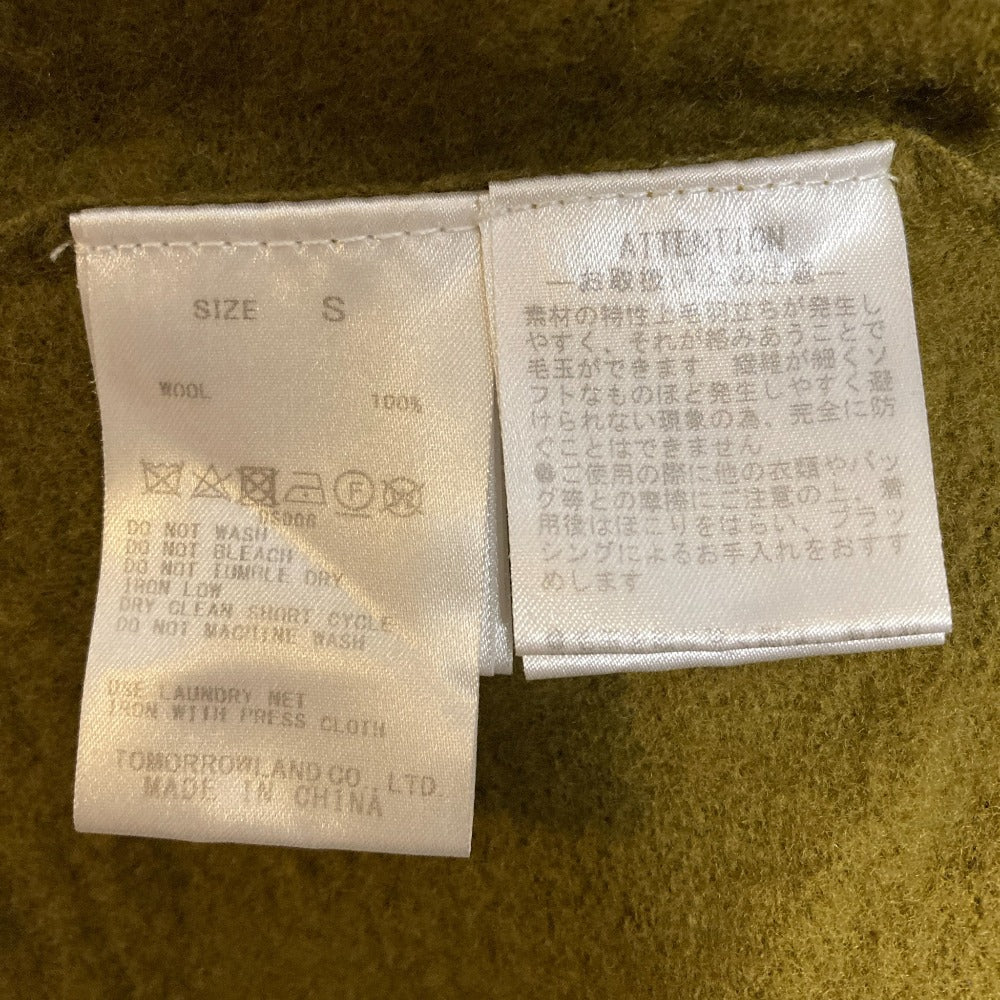 SIZE S
WOOL 100%
DO NOT WASH
DO NOT BLEACH
DO NOT TUMBLE DRY
IRON LOW
DRY CLEAN SHORT CYCLE
DO NOT MACHINE WASH
USE LAUNDRY NET
IRON WITH PRESS CLOTH
TOMORROWLAND CO., LTD.
MADE IN CHINA
ATTENTION
―お取扱い上の注意―
素材の特性上毛羽立ちが発生し
やすく、それが絡みあうことで
毛玉ができます 繊維が細くソ
フトなものほど発生しやすく避
けられない現象の為、完全に防
ぐことはできません
●ご使用の際に他の衣類やバッ
グ等との摩擦にご注意の上、着
用後はほこりをはらい、ブラッ
シングによるお手入れをおすす
めします